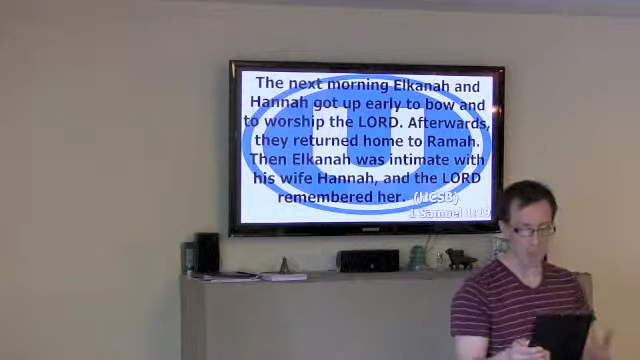 The next morning Elkanah and
Hannah got up early to bow and
to worship the LORD. Afterwards,
they returned home to Ramah.
Then Elkanah was intimate with
his wife Hannah, and the LORD
remembered her. (HCSB)
1 Samuel 1:19